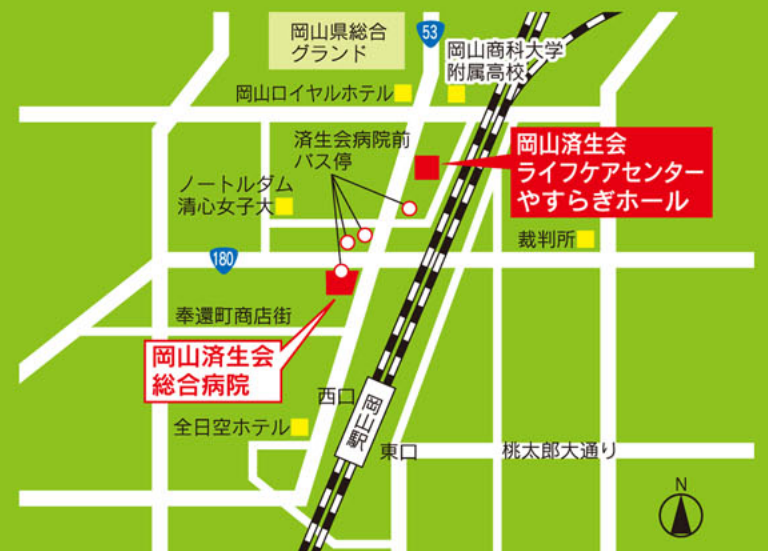 岡山県総合
グランド
53
岡山商科大学
附属高校
岡山ロイヤルホテル
済生会病院前
バス停
岡山済生会
ライフケアセンター
やすらぎホール
ノートルダム
清心女子大
裁判所
180
奉還町商店街
岡山済生会
総合病院
西口
岡山駅
全日空ホテル
東口
桃太郎大通り
N